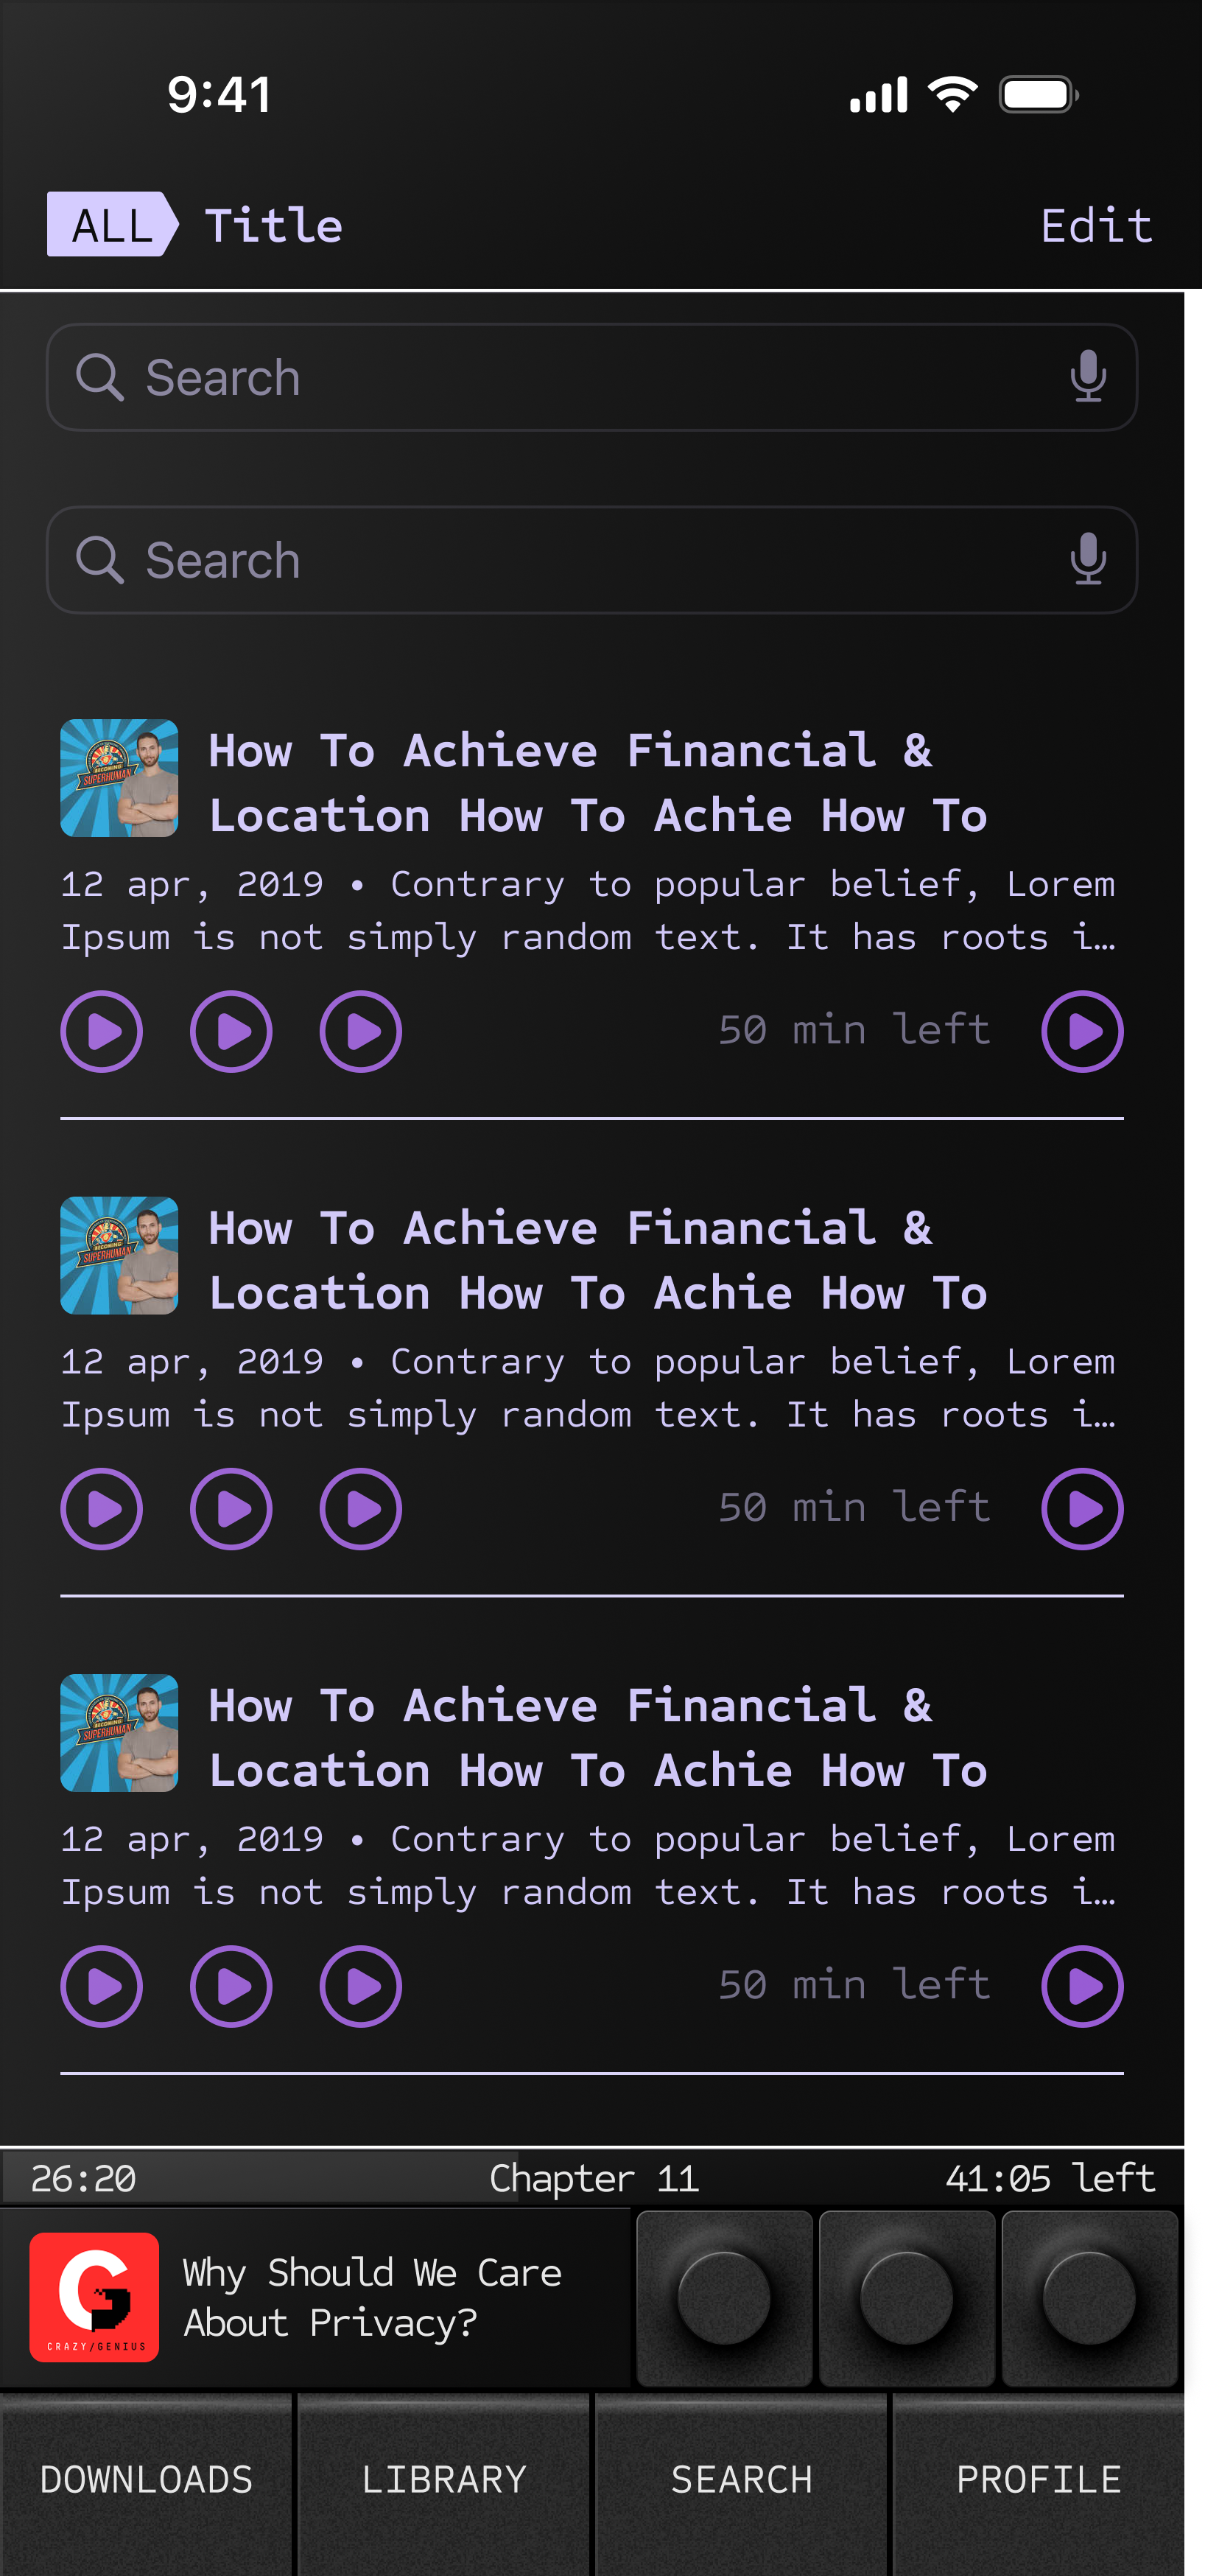 9:41
ALL Title Edit
Search
Search
BECOMING
SUPERHUMAN
How To Achieve Financial &
Location How To Achie How To
12 apr, 2019 • Contrary to popular belief, Lorem
Ipsum is not simply random text. It has roots i…
50 min left
BECOMING
SUPERHUMAN
How To Achieve Financial &
Location How To Achie How To
12 apr, 2019 • Contrary to popular belief, Lorem
Ipsum is not simply random text. It has roots i…
50 min left
BECOMING
SUPERHUMAN
How To Achieve Financial &
Location How To Achie How To
12 apr, 2019 • Contrary to popular belief, Lorem
Ipsum is not simply random text. It has roots i…
50 min left
26:20 Chapter 11 41:05 left
CRAZY/GENIUS
Why Should We Care
About Privacy?
DOWNLOADS LIBRARY SEARCH PROFILE